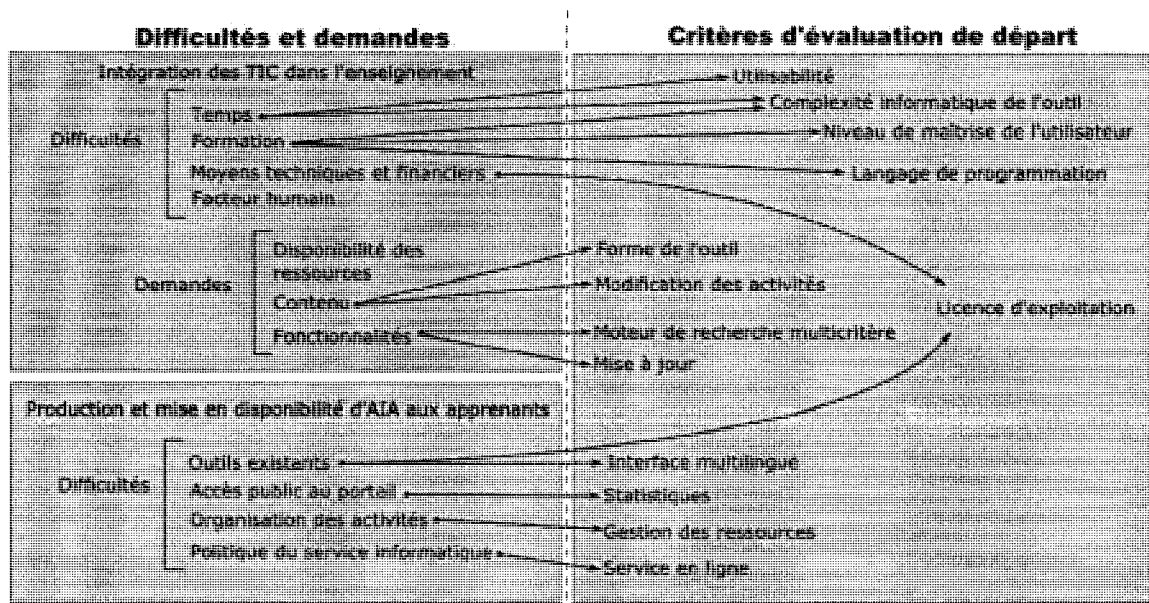 Difficultés et demandes
Critères d'évaluation de départ
Intégration des TIC dans l'enseignement
Difficultés
Temps
Formation
Moyens techniques et financiers
Facteur humain
Demandes
Disponibilité des
ressources
Contenu
Fonctionnalités
Utilisabilité
Complexité informatique de l'outil
Niveau de maîtrise de l'utilisateur
Langage de programmation
Forme de l'outil
Modification des activités
Licence d'exploitation
Moteur de recherche multicritère
Mise à jour
Production et mise en disponibilité d'AIA aux apprenants
Difficultés
Outils existants
Accès public au portail
Organisation des activités
Politique du service informatique
Interface multilingue
Statistiques
Gestion des ressources
Service en ligne